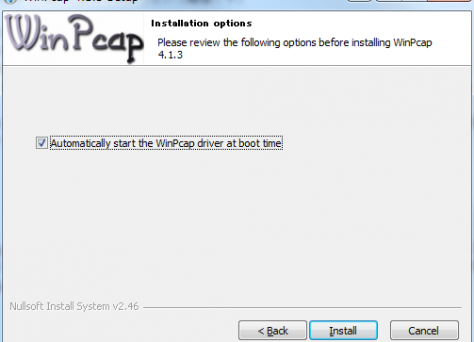 WinPcap
Installation options
Please review the following options before installing WinPcap
4.1.3
Automatically start the WinPcap driver at boot time
Nullsoft Install System v2.46
< Back
Install
Cancel